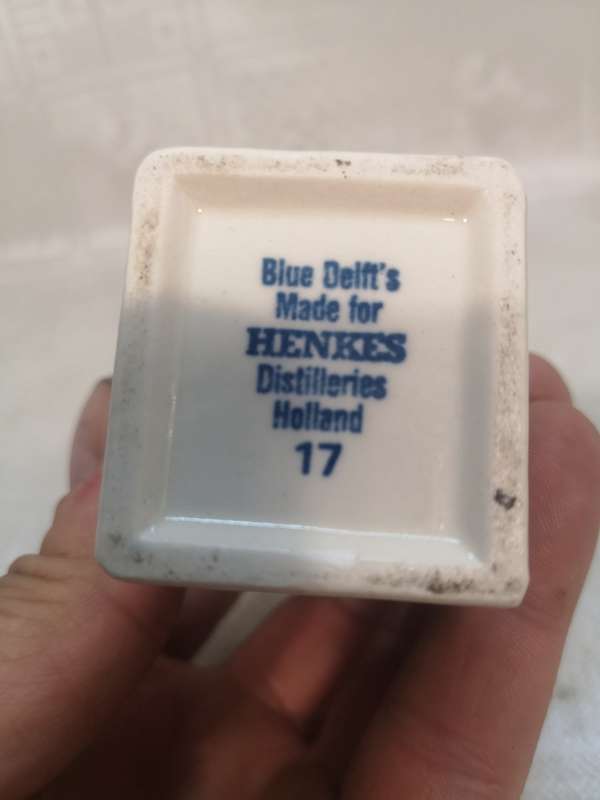 Blue Delft's
Made for
HENKES
Distilleries
Holland
17